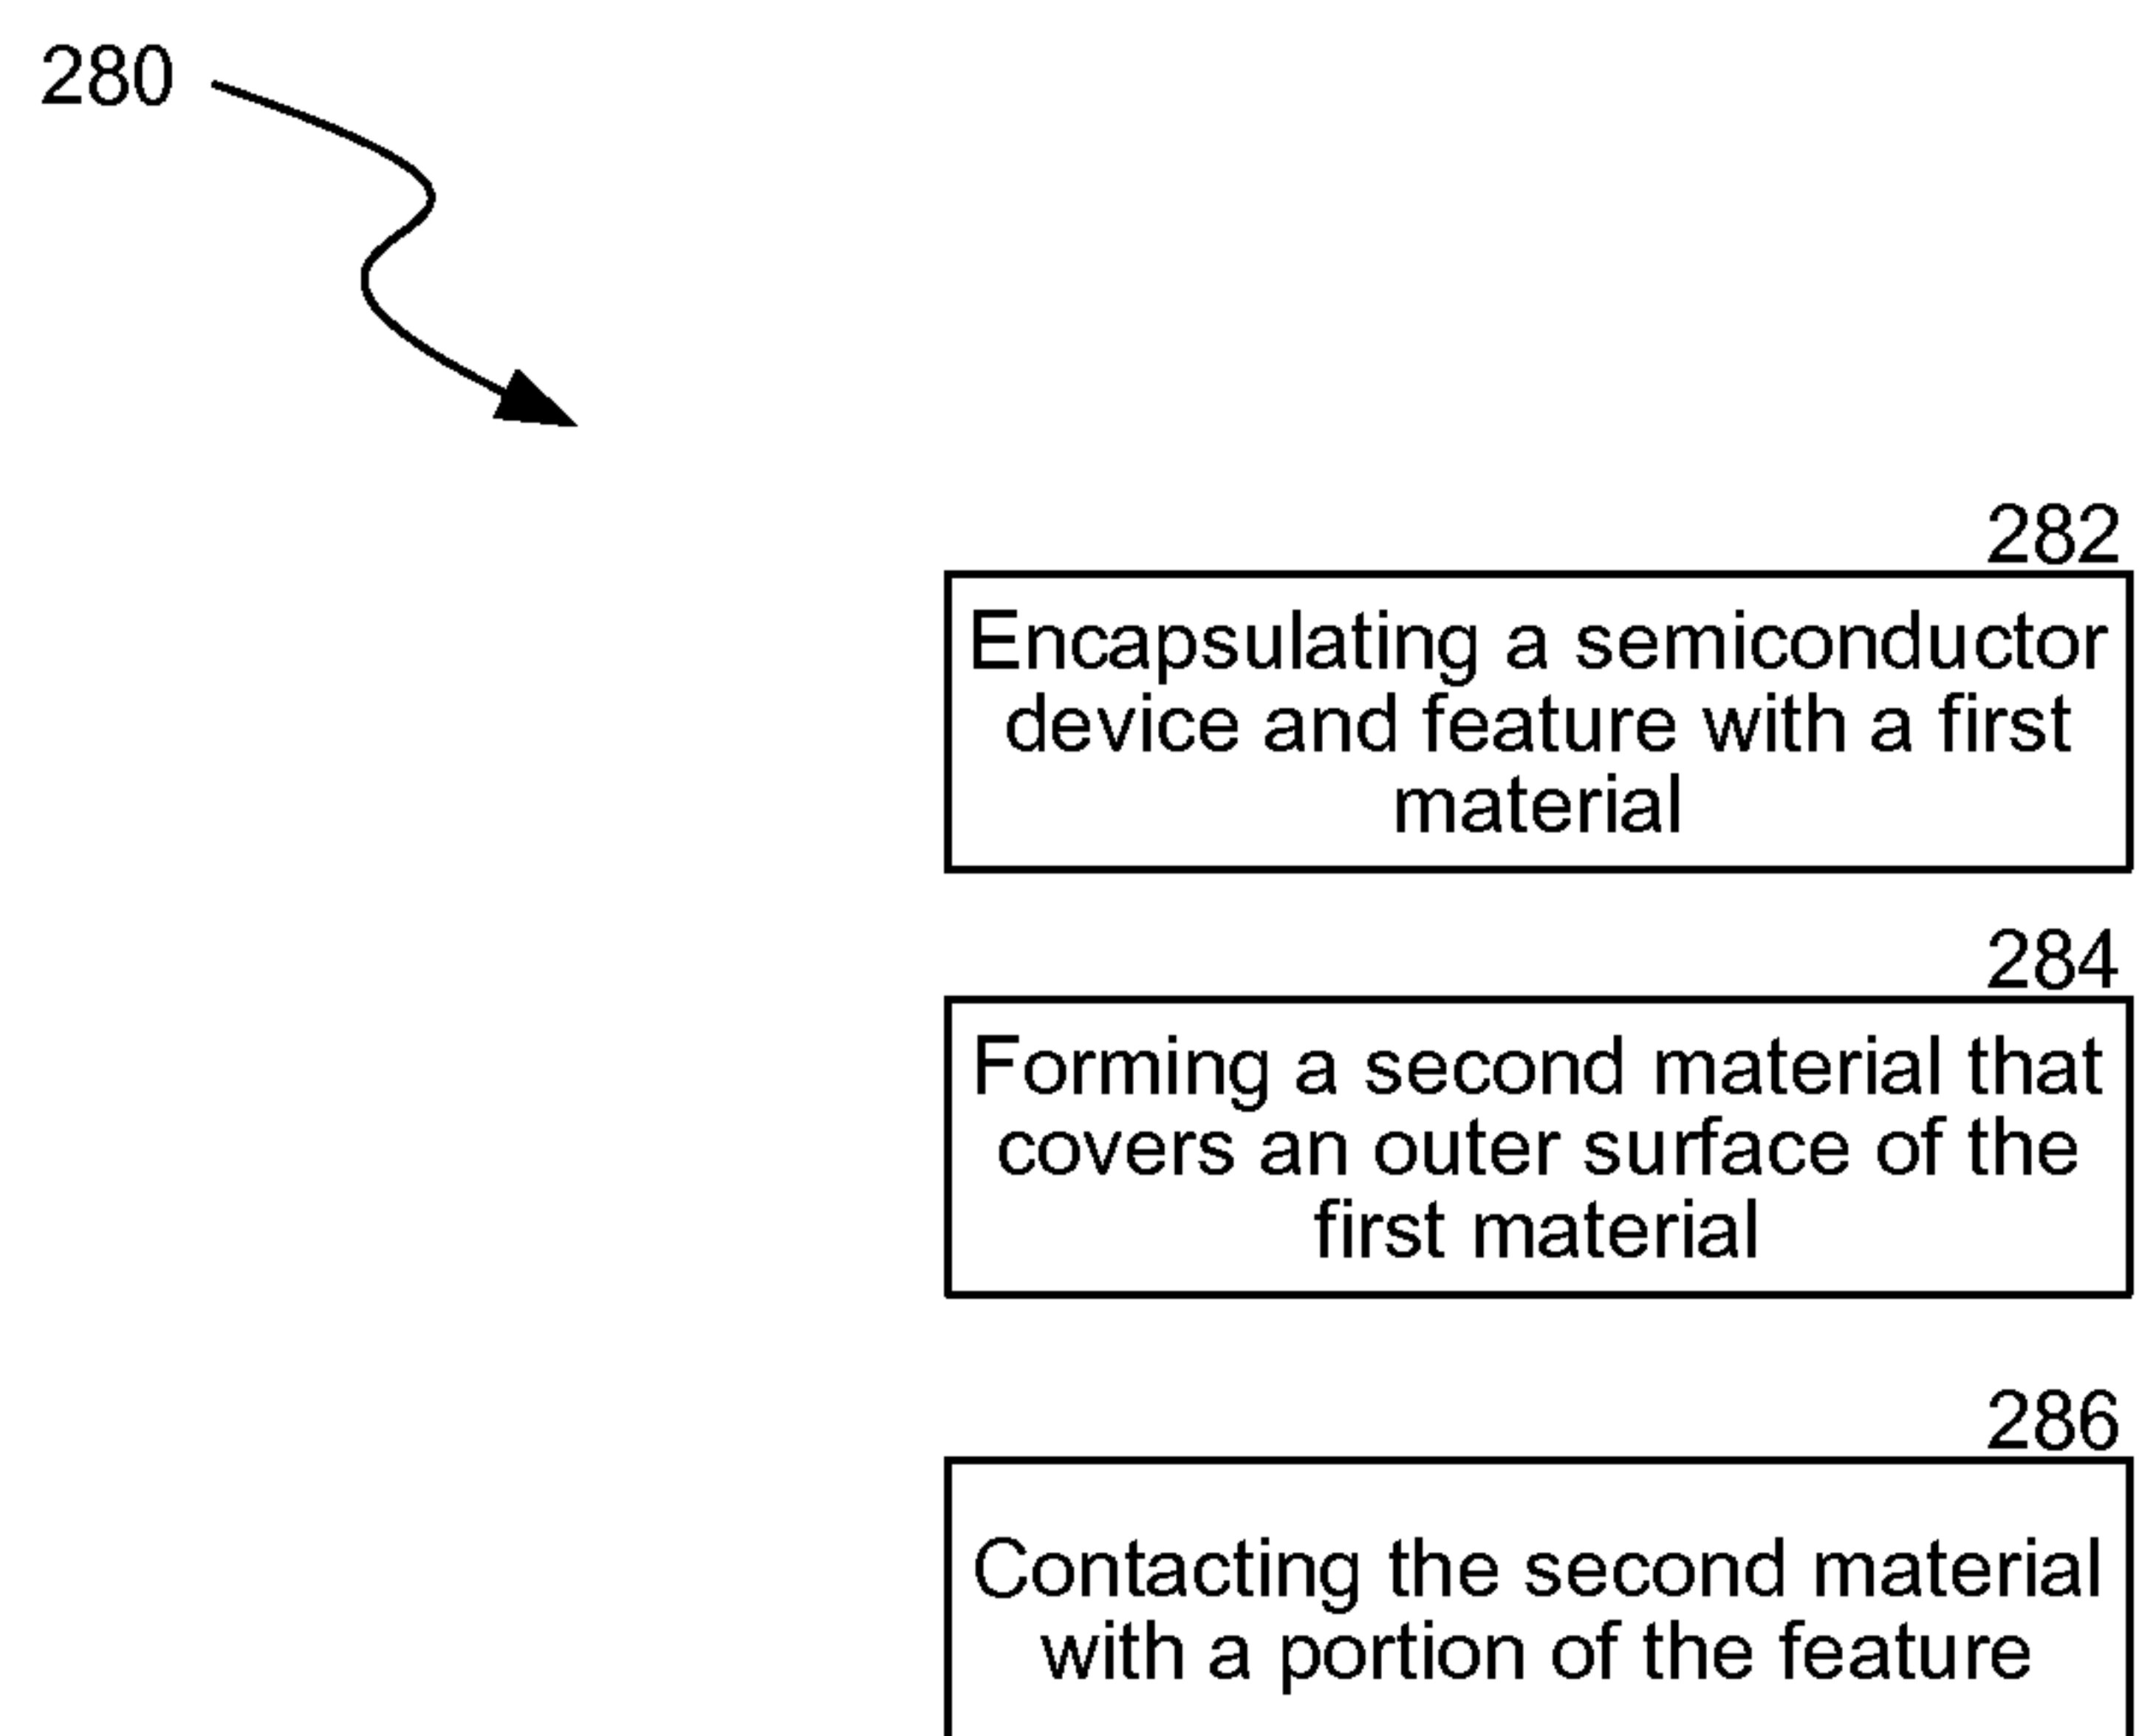 280
282
Encapsulating a semiconductor
device and feature with a first
material
284
Forming a second material that
covers an outer surface of the
first material
286
Contacting the second material
with a portion of the feature